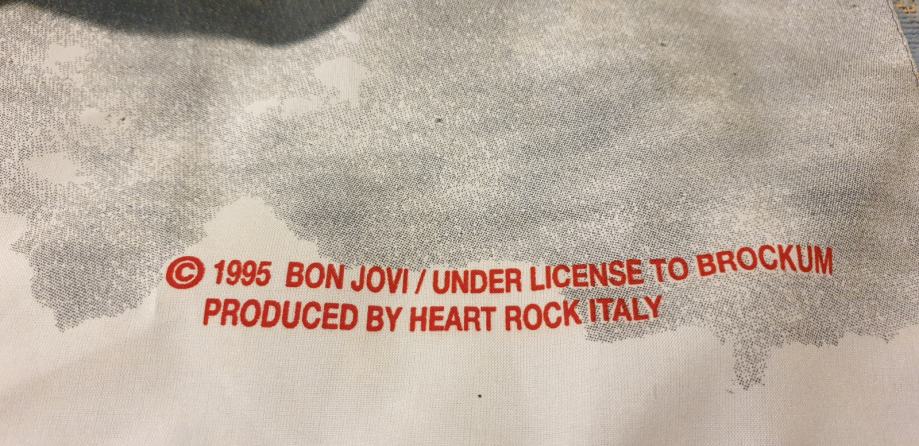 © 1995 BON JOVI / UNDER LICENSE TO BROCKUM
PRODUCED BY HEART ROCK ITALY